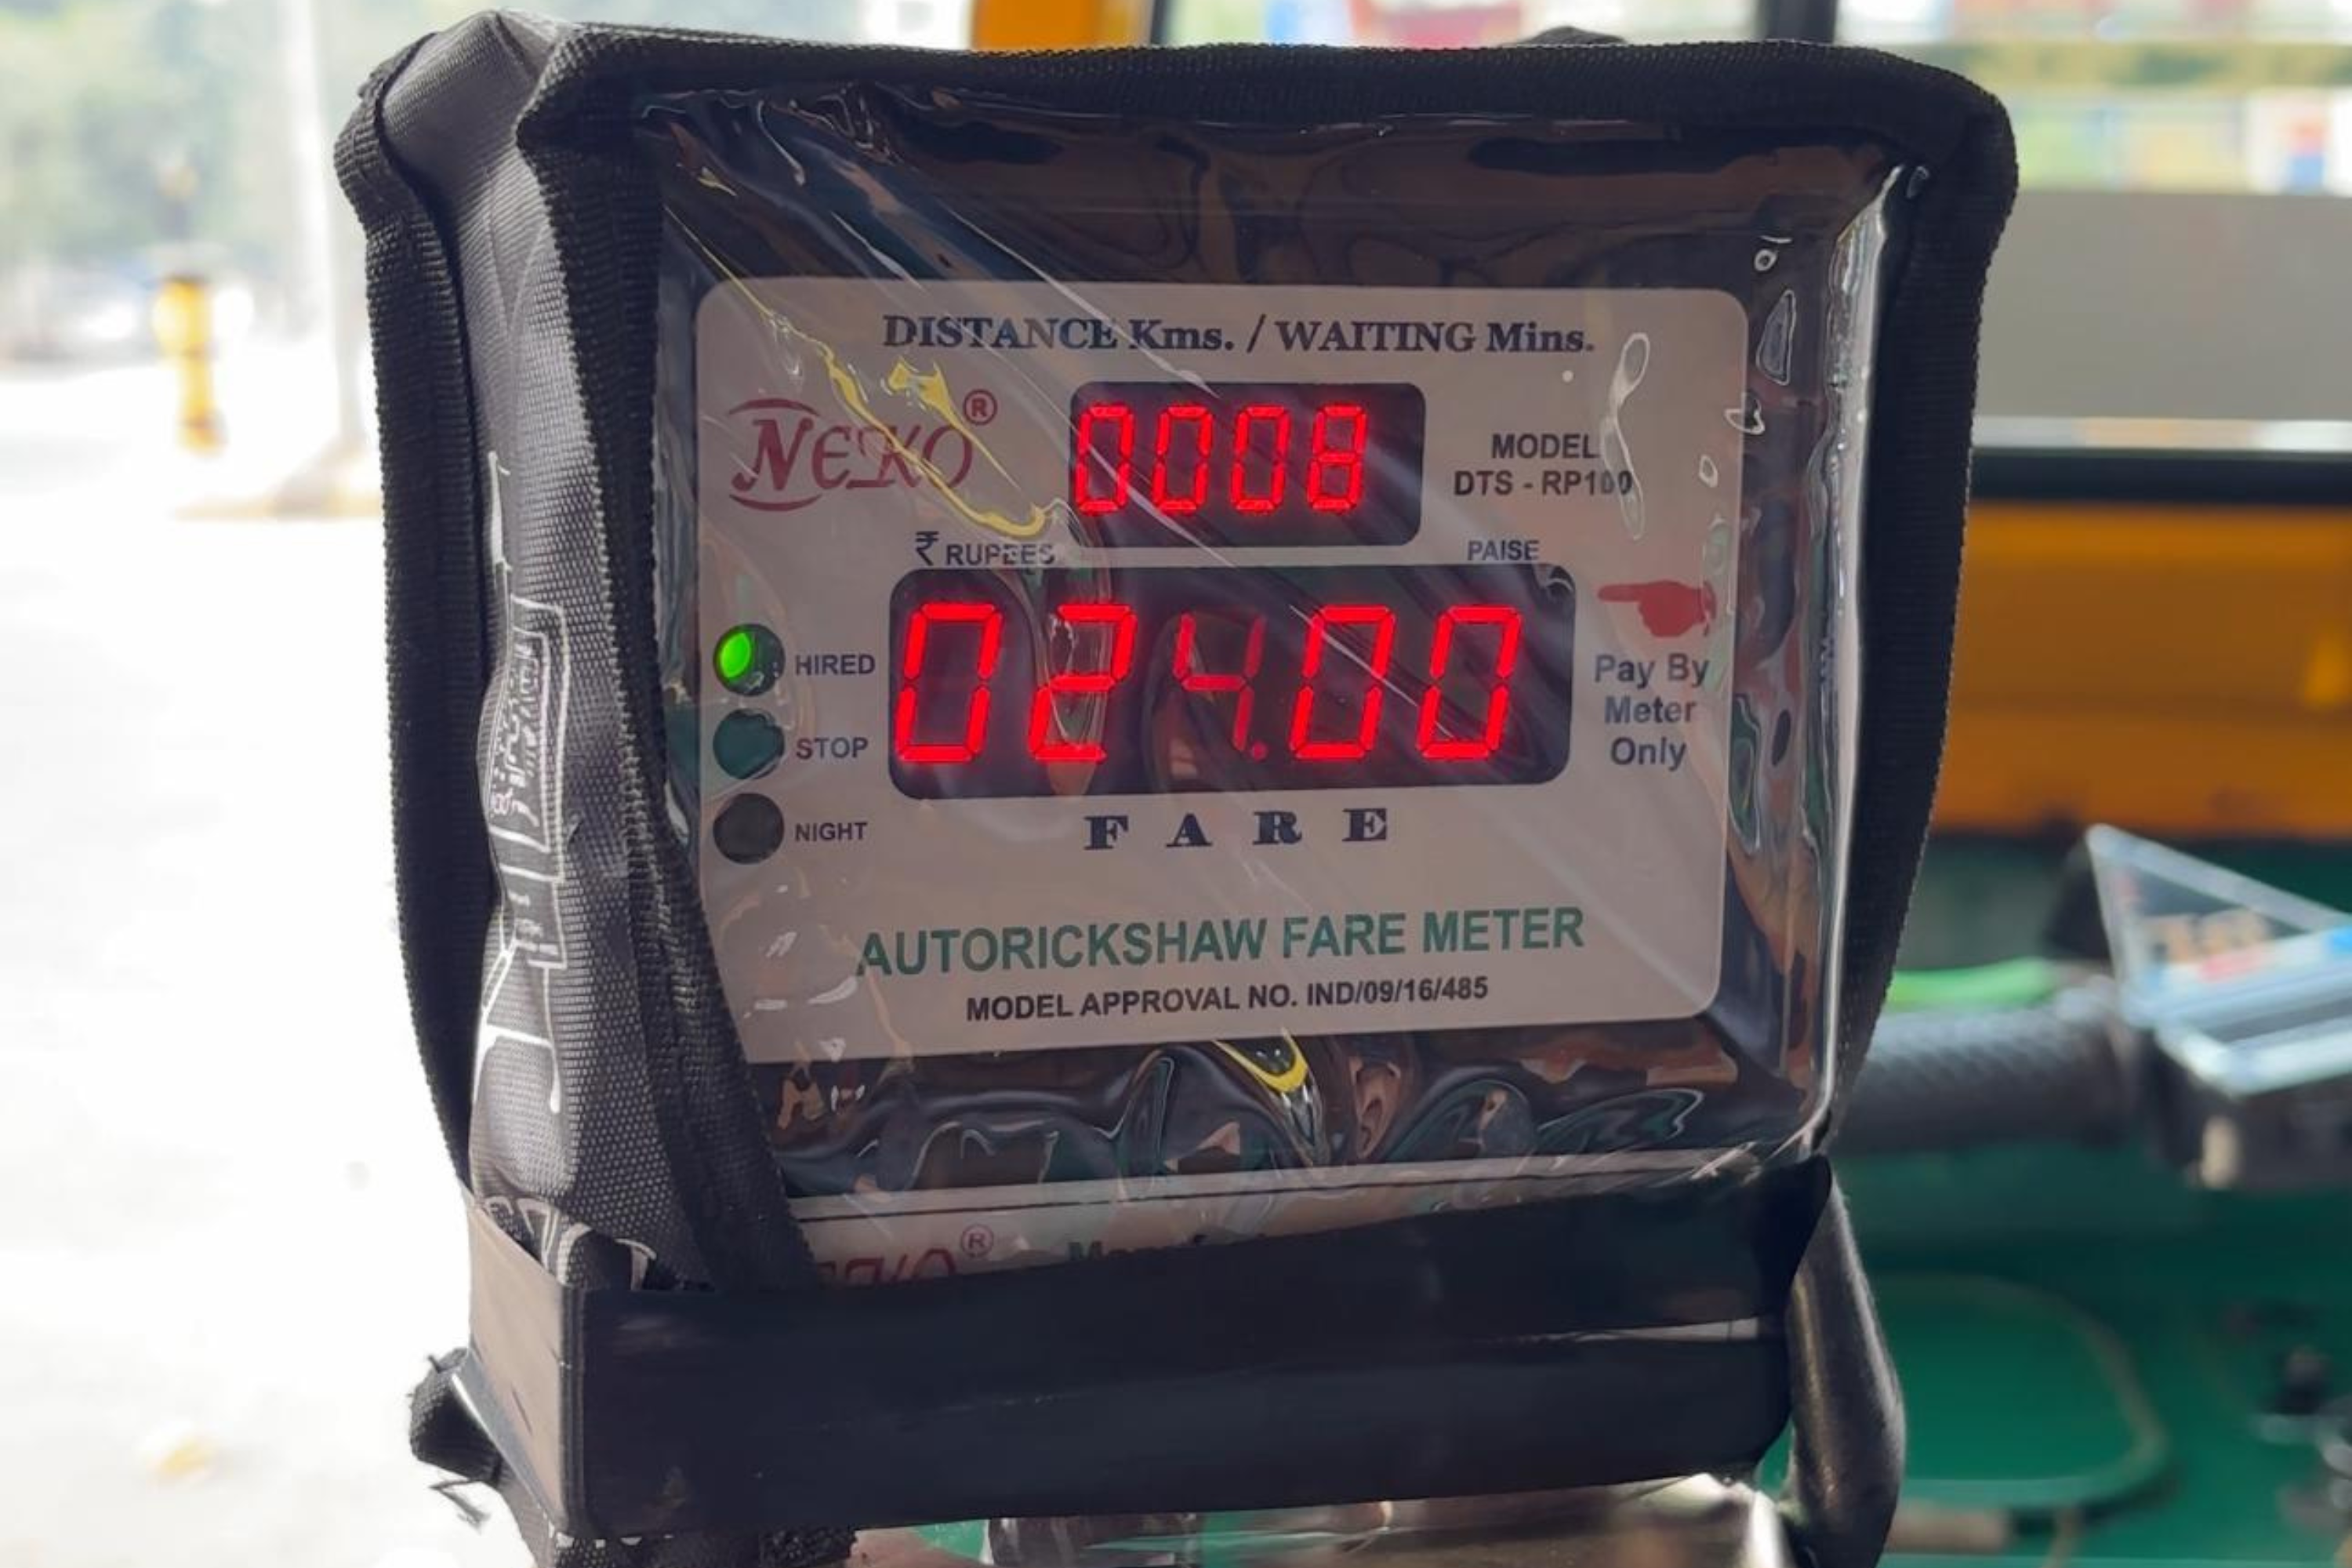 DISTANCE Kms. / WAITING Mins.
NEKO®
0008
MODEL
DTS - RP100
₹ RUPEES
PAISE
HIRED
024.00
STOP
NIGHT
Pay By
Meter
Only
FARE
AUTORICKSHAW FARE METER
MODEL APPROVAL NO. IND/09/16/485
NEKO®